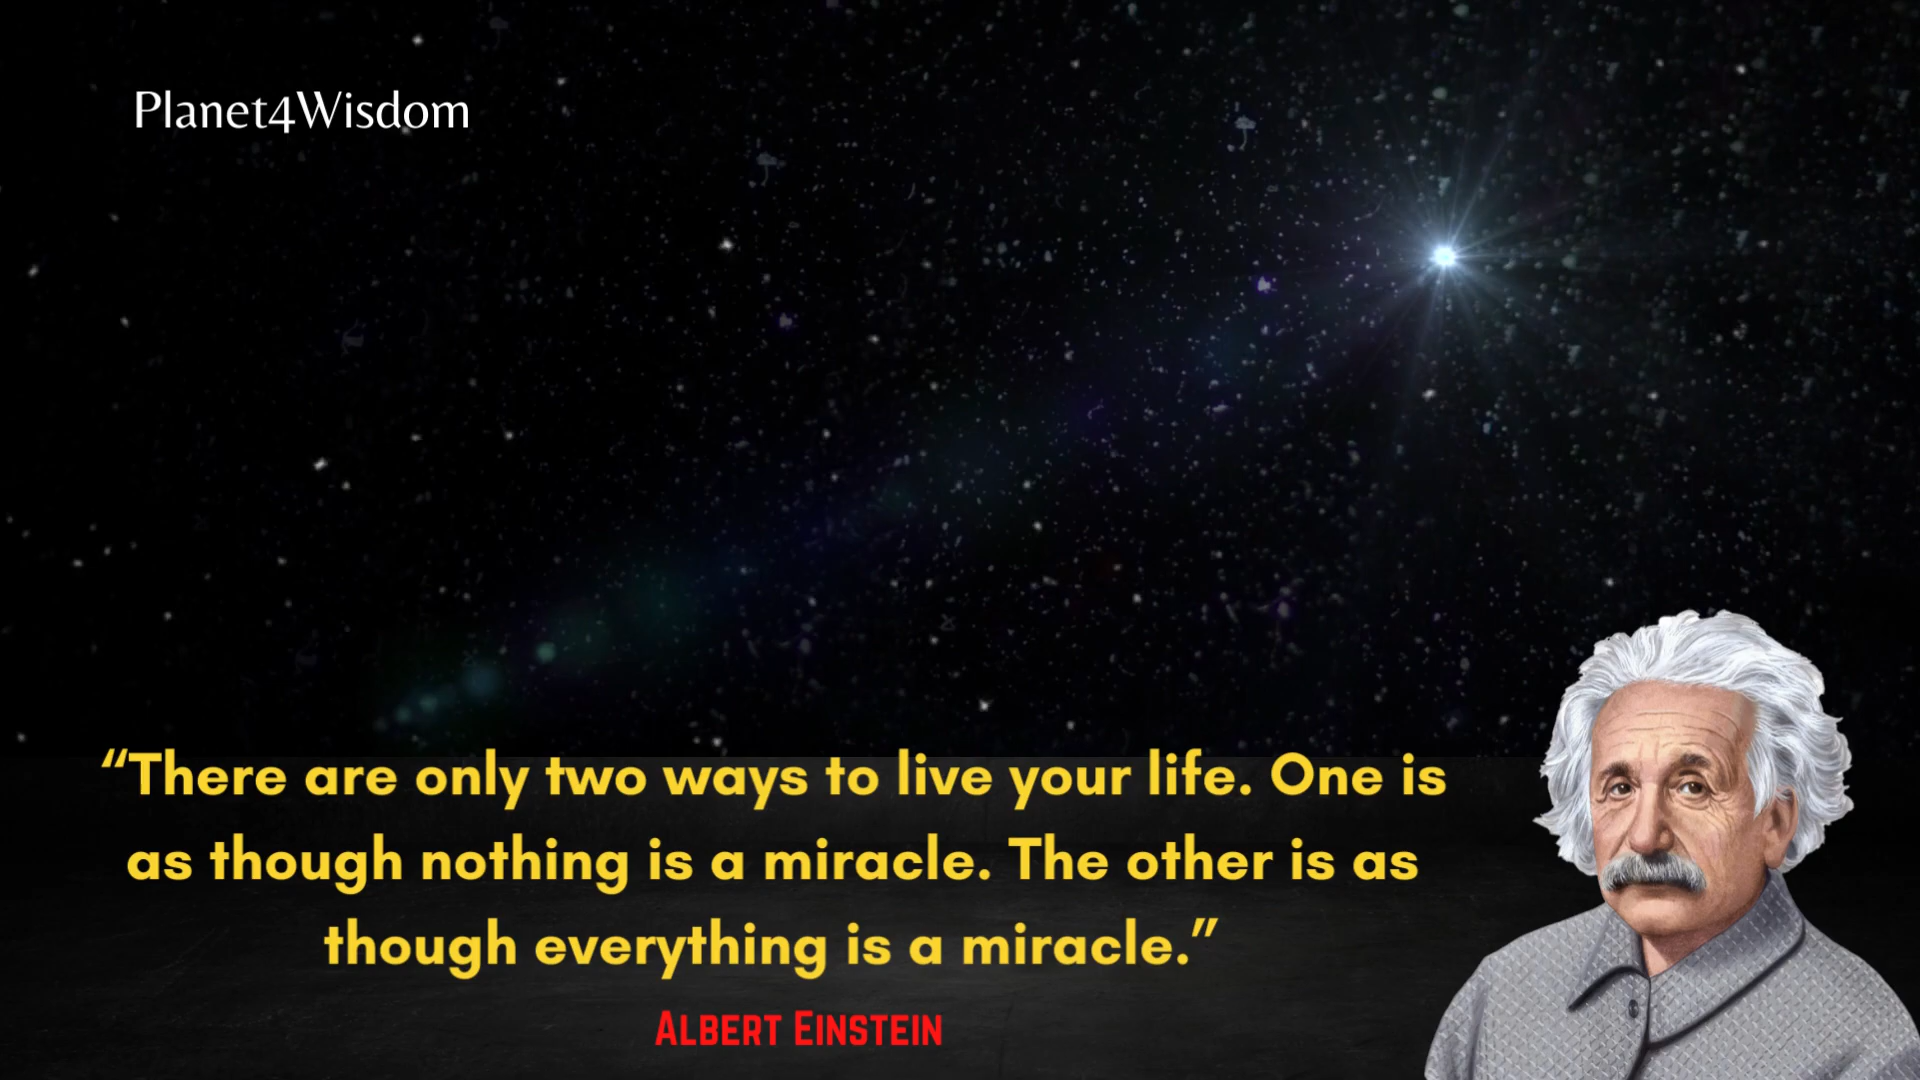 Planet4Wisdom
“There are only two ways to live your life. One is
as though nothing is a miracle. The other is as
though everything is a miracle.”
Albert Einstein